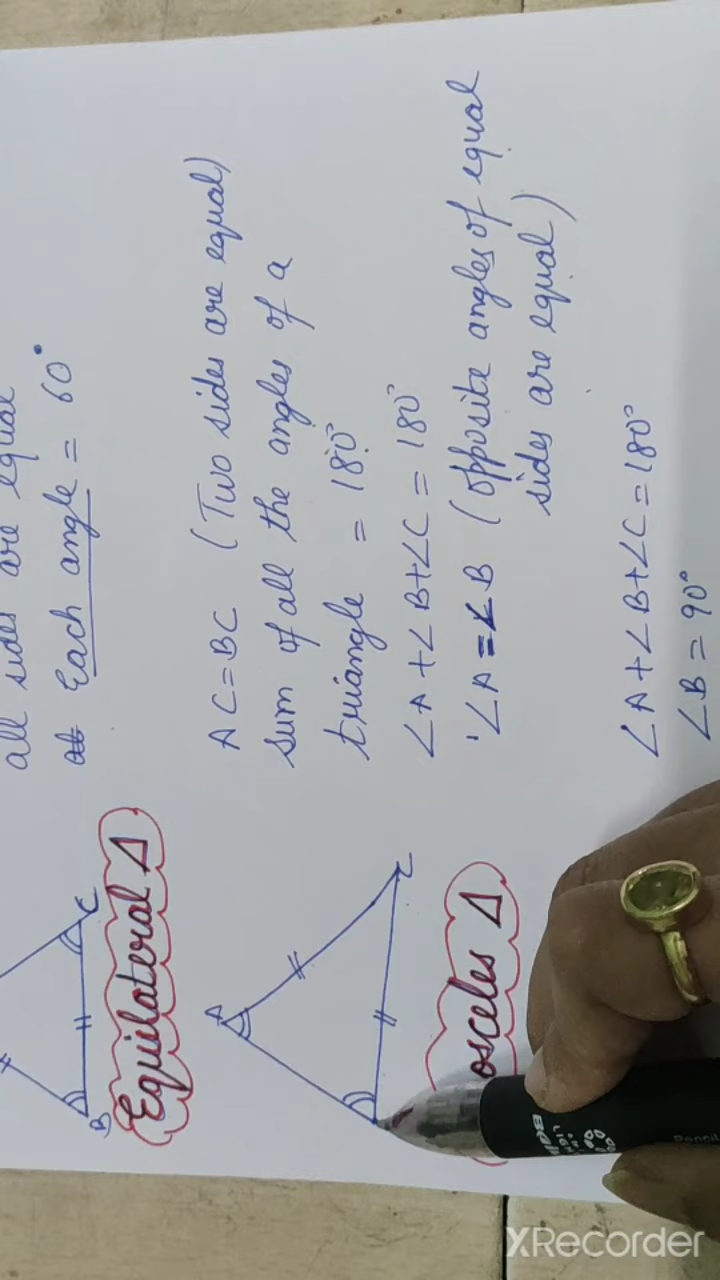 all sides are equal
Each angle = 60°
B
C
Equilateral Δ
AC = BC (Two sides are equal)
Sum of all the angles of a
triangle = 180°
∠A + ∠B + ∠C = 180°
∠A = ∠B (opposite angles of equal
sides are equal)
A
C
osceles Δ
∠A + ∠B + ∠C = 180°
∠B = 90°
XRecorder